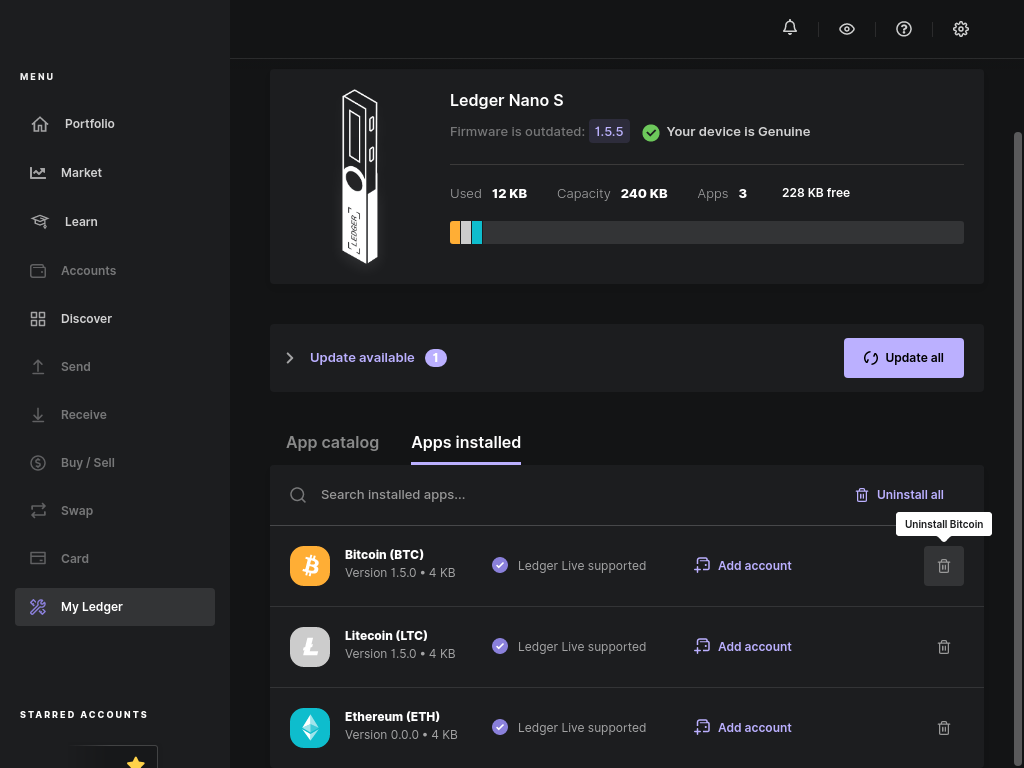 MENU
Portfolio
Market
Learn
Accounts
Discover
Send
Receive
Buy / Sell
Swap
Card
My Ledger
STARRED ACCOUNTS
LEDGER
Ledger Nano S
Firmware is outdated: 1.5.5 Your device is Genuine
Used 12 KB Capacity 240 KB Apps 3 228 KB free
Update available 1 Update all
App catalog Apps installed
Search installed apps... Uninstall all
Uninstall Bitcoin
Bitcoin (BTC)
Version 1.5.0 • 4 KB
Ledger Live supported
Add account
Litecoin (LTC)
Version 1.5.0 • 4 KB
Ledger Live supported
Add account
Ethereum (ETH)
Version 0.0.0 • 4 KB
Ledger Live supported
Add account